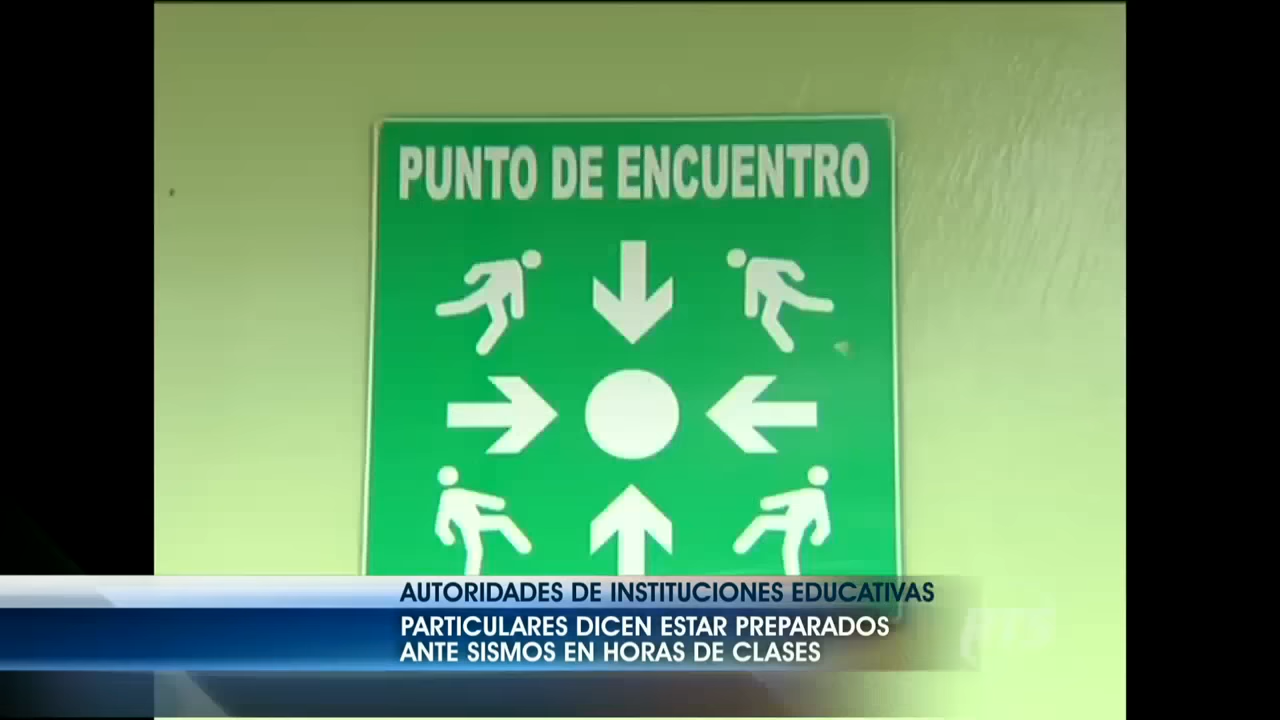 PUNTO DE ENCUENTRO
AUTORIDADES DE INSTITUCIONES EDUCATIVAS
PARTICULARES DICEN ESTAR PREPARADOS
ANTE SISMOS EN HORAS DE CLASES